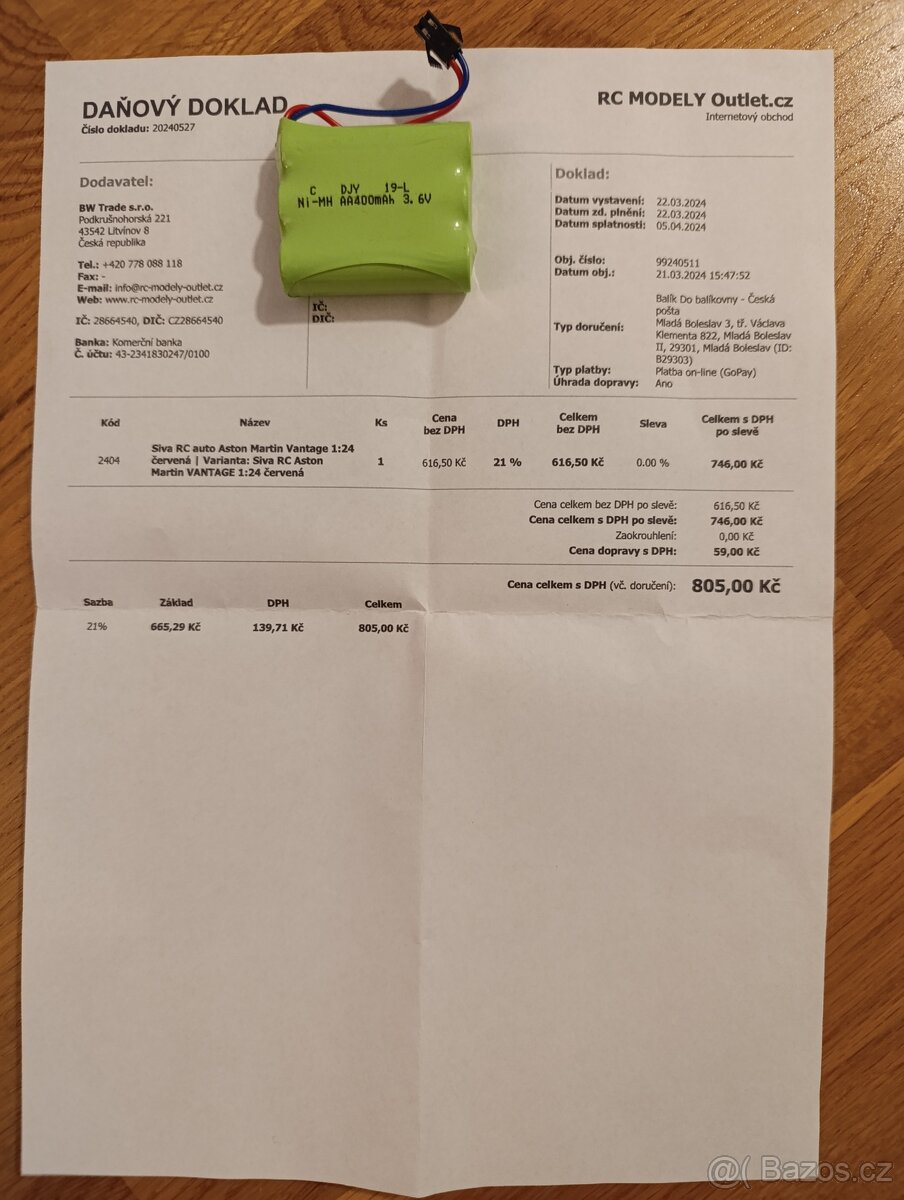 DAŇOVÝ DOKLAD
Číslo dokladu: 20240527
RC MODELY Outlet.cz
Internetový obchod
C DJY 19-L
Ni-MH AA400mAh 3.6V
Dodavatel:
BW Trade s.r.o.
Podkrušnohorská 221
43542 Litvínov 8
Česká republika
Tel.: +420 778 088 118
Fax: -
E-mail: info@rc-modely-outlet.cz
Web: www.rc-modely-outlet.cz
IČ: 28664540, DIČ: CZ28664540
Banka: Komerční banka
Č. účtu: 43-2341830247/0100
IČ:
DIČ:
Doklad:
Datum vystavení: 22.03.2024
Datum zd. plnění: 22.03.2024
Datum splatnosti: 05.04.2024
Obj. číslo: 99240511
Datum obj.: 21.03.2024 15:47:52
Typ doručení: Balík Do balíkovny - Česká
pošta
Mladá Boleslav 3, tř. Václava
Klementa 822, Mladá Boleslav
II, 29301, Mladá Boleslav (ID:
B29303)
Typ platby: Platba on-line (GoPay)
Úhrada dopravy: Ano
Kód Název Ks Cena bez DPH DPH Celkem bez DPH Sleva Celkem s DPH po slevě
2404 Siva RC auto Aston Martin Vantage 1:24
červená | Varianta: Siva RC Aston 1 616,50 Kč 21 % 616,50 Kč 0.00 % 746,00 Kč
Martin VANTAGE 1:24 červená
Cena celkem bez DPH po slevě: 616,50 Kč
Cena celkem s DPH po slevě: 746,00 Kč
Zaokrouhlení: 0,00 Kč
Cena dopravy s DPH: 59,00 Kč
Cena celkem s DPH (vč. doručení): 805,00 Kč
Sazba Základ DPH Celkem
21% 665,29 Kč 139,71 Kč 805,00 Kč
@( Bazos.cz